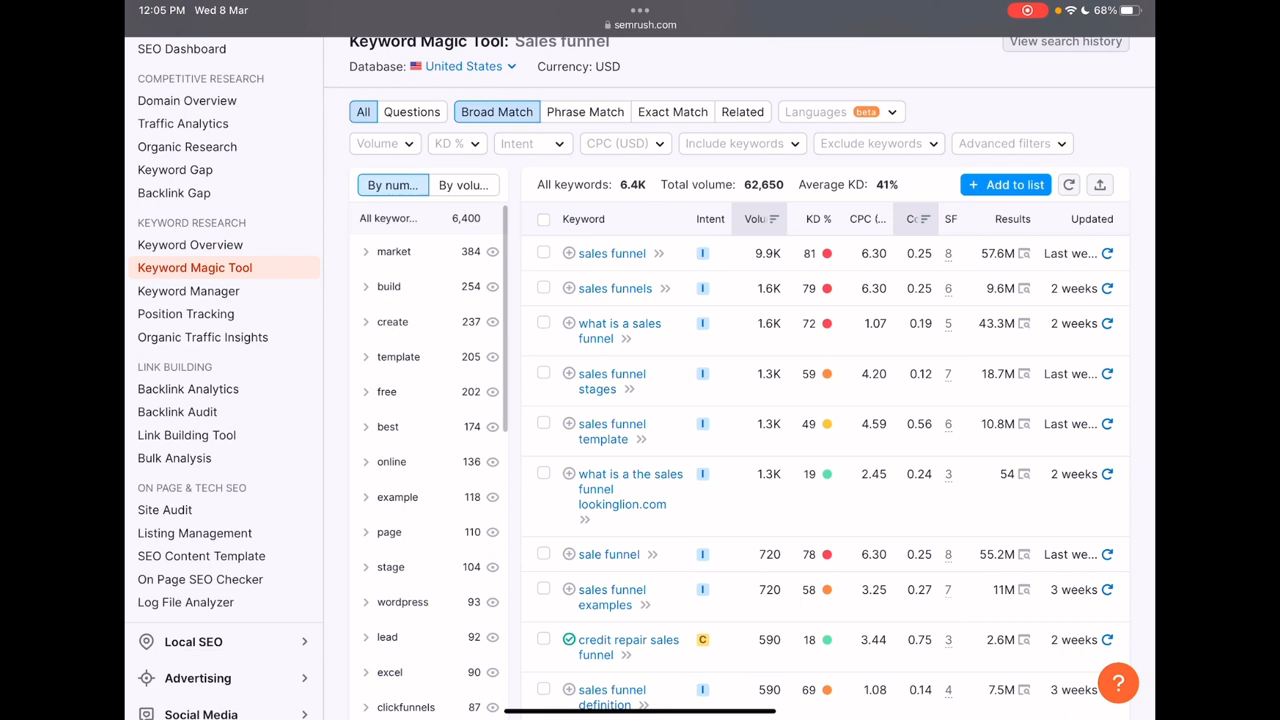 12:05 PM Wed 8 Mar
68%
semrush.com
Keyword Magic Tool: Sales funnel
View search history
Database: United States
Currency: USD
SEO Dashboard
COMPETITIVE RESEARCH
Domain Overview
Traffic Analytics
Organic Research
Keyword Gap
Backlink Gap
KEYWORD RESEARCH
Keyword Overview
Keyword Magic Tool
Keyword Manager
Position Tracking
Organic Traffic Insights
LINK BUILDING
Backlink Analytics
Backlink Audit
Link Building Tool
Bulk Analysis
ON PAGE & TECH SEO
Site Audit
Listing Management
SEO Content Template
On Page SEO Checker
Log File Analyzer
Local SEO
Advertising
Social Media
All Questions Broad Match Phrase Match Exact Match Related Languages beta
Volume KD % Intent CPC (USD) Include keywords Exclude keywords Advanced filters
By num... By volu...
All keywor... 6,400
market 384
build 254
create 237
template 205
free 202
best 174
online 136
example 118
page 110
stage 104
wordpress 93
lead 92
excel 90
clickfunnels 87
All keywords: 6.4K Total volume: 62,650 Average KD: 41%
+ Add to list
Keyword Intent Volu KD % CPC (... Cc SF Results Updated
sales funnel I 9.9K 81 6.30 0.25 8 57.6M Last we...
sales funnels I 1.6K 79 6.30 0.25 6 9.6M 2 weeks
what is a sales I 1.6K 72 1.07 0.19 5 43.3M 2 weeks
funnel
sales funnel I 1.3K 59 4.20 0.12 7 18.7M Last we...
stages
sales funnel I 1.3K 49 4.59 0.56 6 10.8M Last we...
template
what is a the sales I 1.3K 19 2.45 0.24 3 54 2 weeks
funnel
lookinglion.com
sale funnel I 720 78 6.30 0.25 8 55.2M Last we...
sales funnel I 720 58 3.25 0.27 7 11M 3 weeks
examples
credit repair sales C 590 18 3.44 0.75 3 2.6M 2 weeks
funnel
sales funnel I 590 69 1.08 0.14 4 7.5M 3 weeks
definition
?